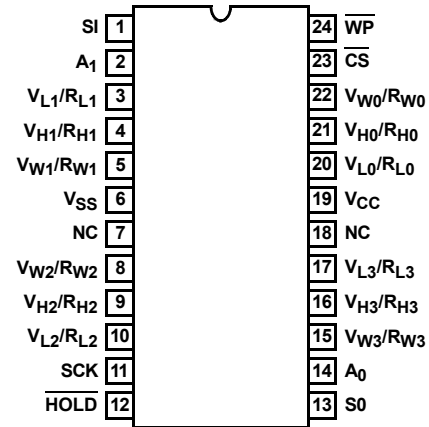 SI 1 24 W̅P̅
A1 2 23 C̅S̅
VL1/RL1 3 22 VW0/RW0
VH1/RH1 4 21 VH0/RH0
VW1/RW1 5 20 VL0/RL0
VSS 6 19 VCC
NC 7 18 NC
VW2/RW2 8 17 VL3/RL3
VH2/RH2 9 16 VH3/RH3
VL2/RL2 10 15 VW3/RW3
SCK 11 14 A0
H̅O̅L̅D̅ 12 13 S0